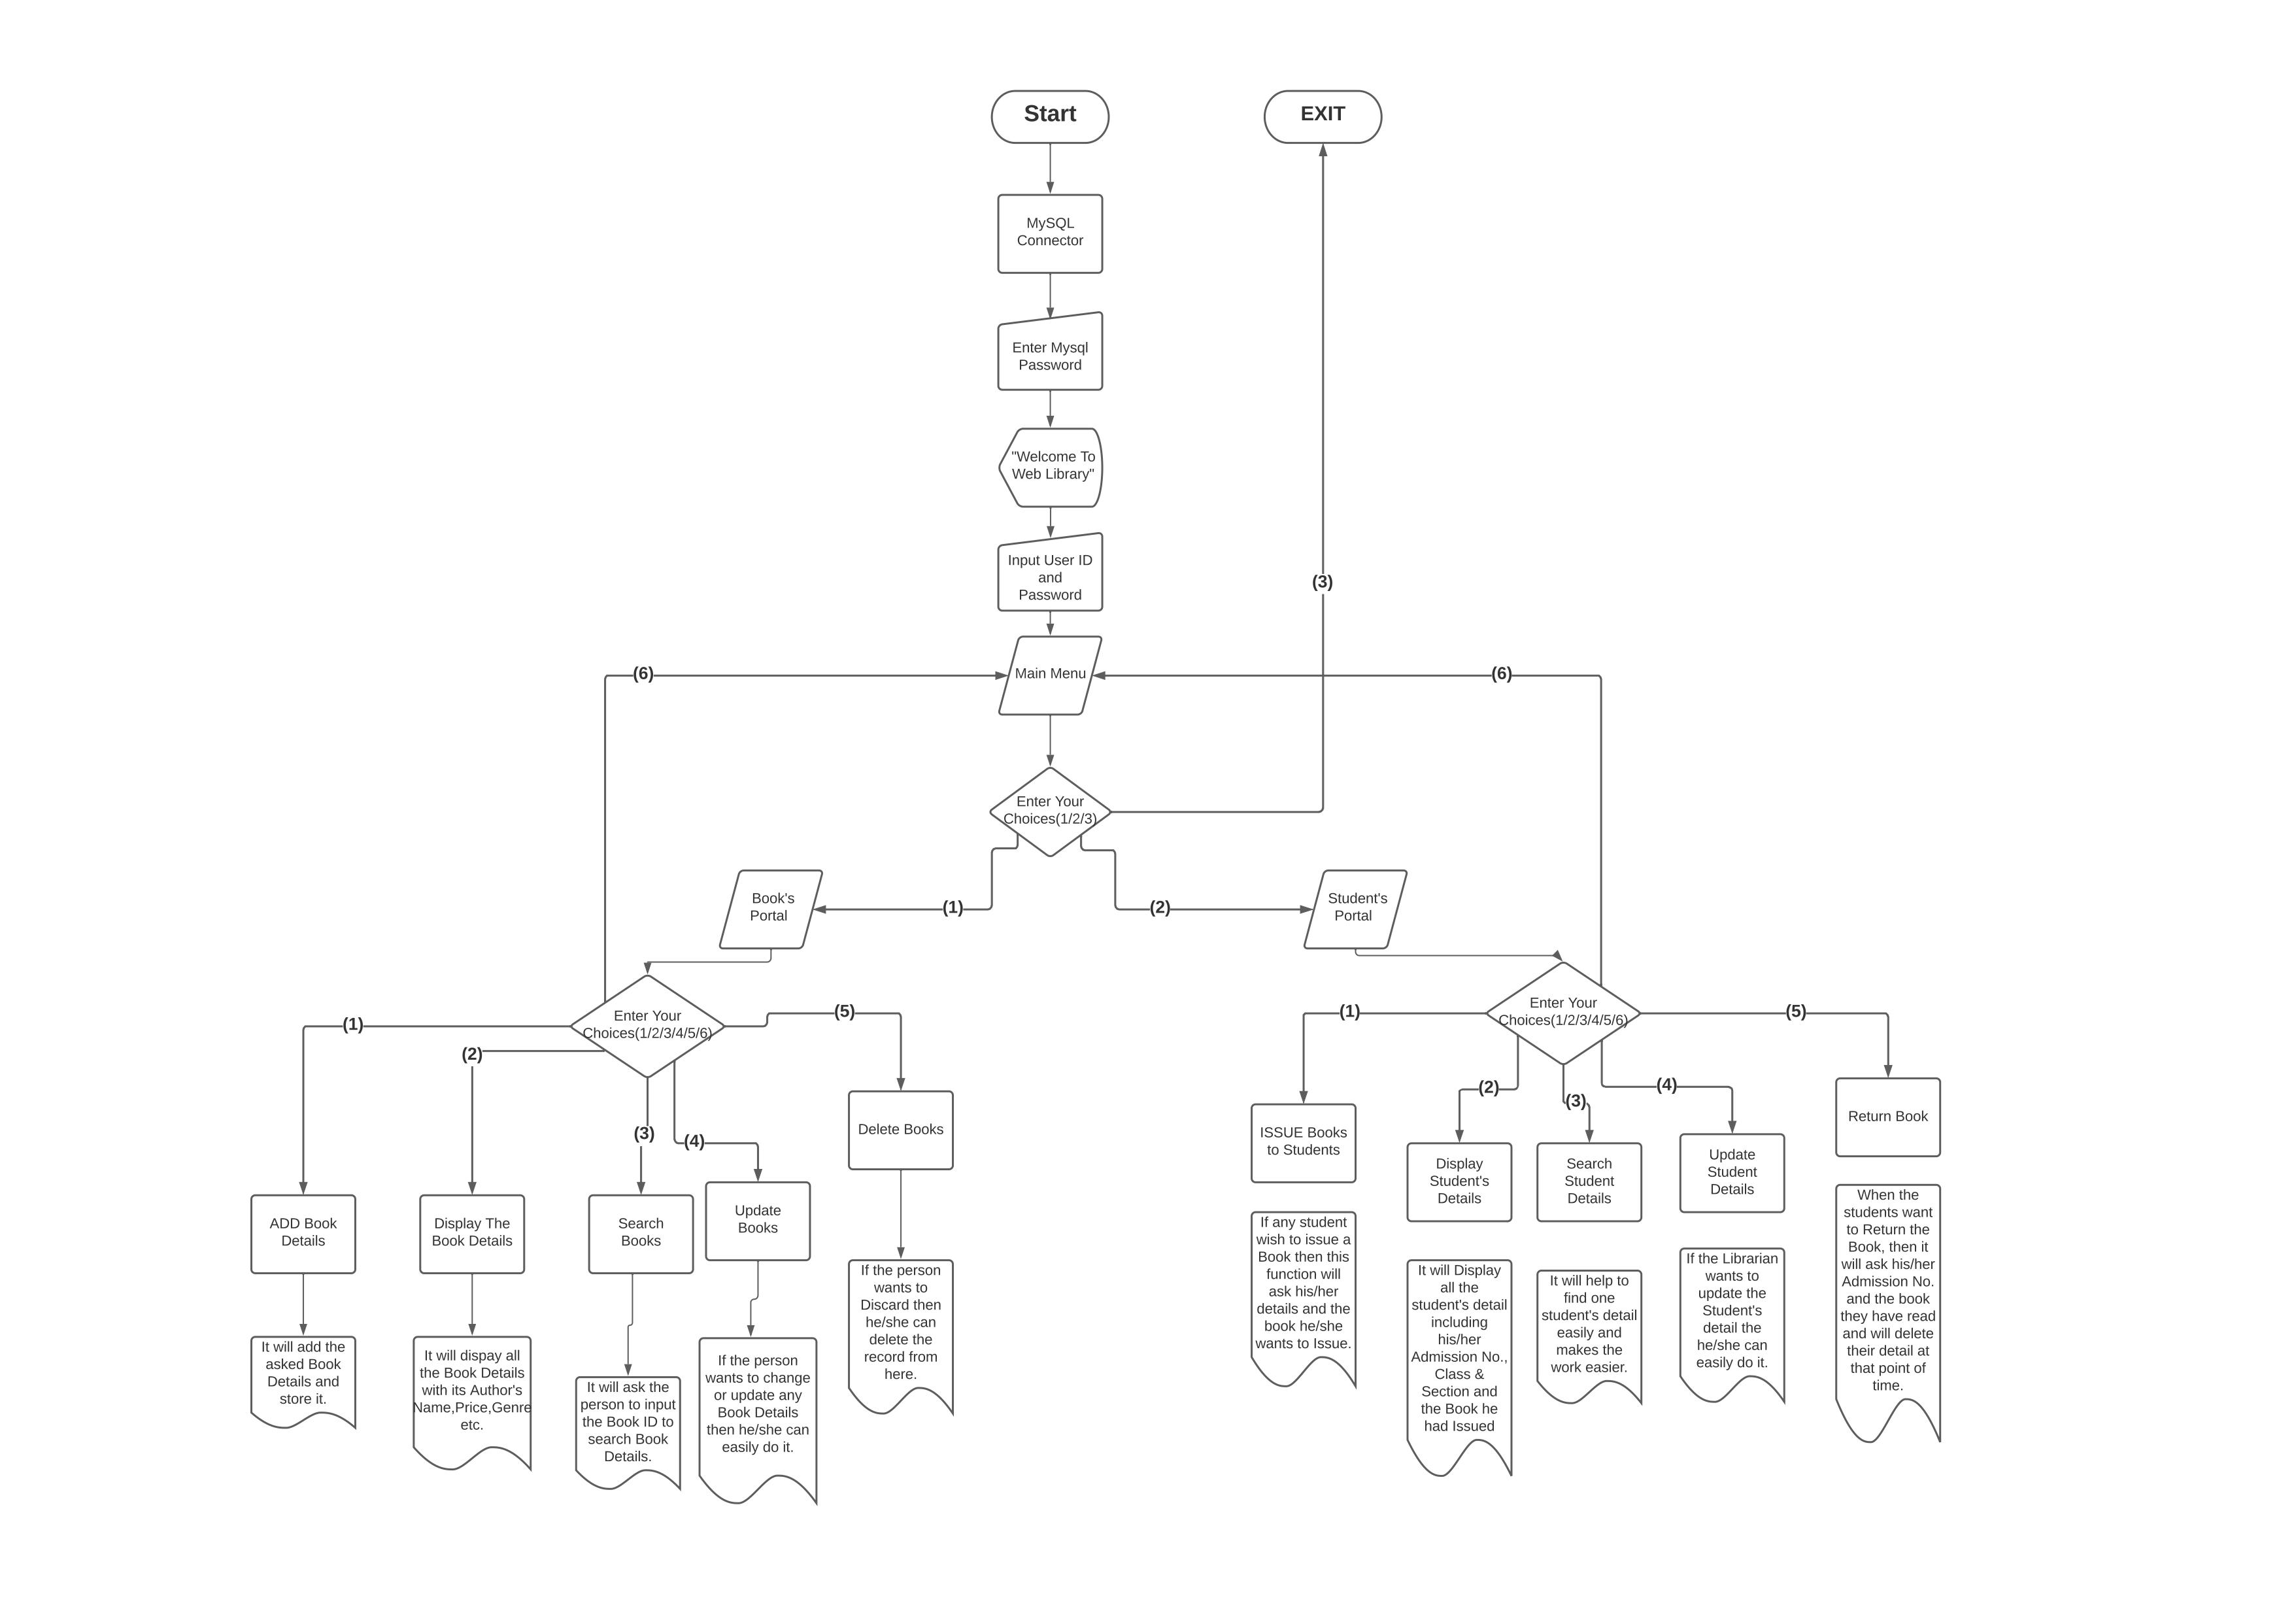 Start
EXIT
MySQL
Connector
Enter Mysql
Password
"Welcome To
Web Library"
Input User ID
and
Password
(3)
(6)
Main Menu
(6)
Enter Your
Choices(1/2/3)
Book's
Portal
(1)
(2)
Student's
Portal
Enter Your
Choices(1/2/3/4/5/6)
(1)
(2)
(3)
(4)
(5)
ADD Book
Details
Display The
Book Details
Search
Books
Update
Books
Delete Books
It will add the
asked Book
Details and
store it.
It will dispay all
the Book Details
with its Author's
Name,Price,Genre
etc.
It will ask the
person to input
the Book ID to
search Book
Details.
If the person
wants to change
or update any
Book Details
then he/she can
easily do it.
If the person
wants to
Discard then
he/she can
delete the
record from
here.
Enter Your
Choices(1/2/3/4/5/6)
(1)
(2)
(3)
(4)
(5)
ISSUE Books
to Students
Display
Student's
Details
Search
Student
Details
Update
Student
Details
Return Book
If any student
wish to issue a
Book then this
function will
ask his/her
details and the
book he/she
wants to Issue.
It will Display
all the
student's detail
including
his/her
Admission No.,
Class &
Section and
the Book he
had Issued
It will help to
find one
student's detail
easily and
makes the
work easier.
If the Librarian
wants to
update the
Student's
detail the
he/she can
easily do it.
When the
students want
to Return the
Book, then it
will ask his/her
Admission No.
and the book
they have read
and will delete
their detail at
that point of
time.